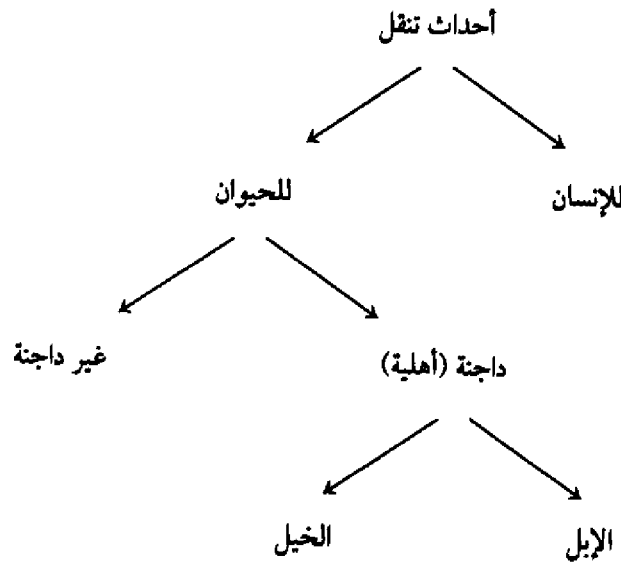 أحداث تنقل
للإنسان
للحيوان
داجنة (أهلية)
غير داجنة
الإبل
الخيل